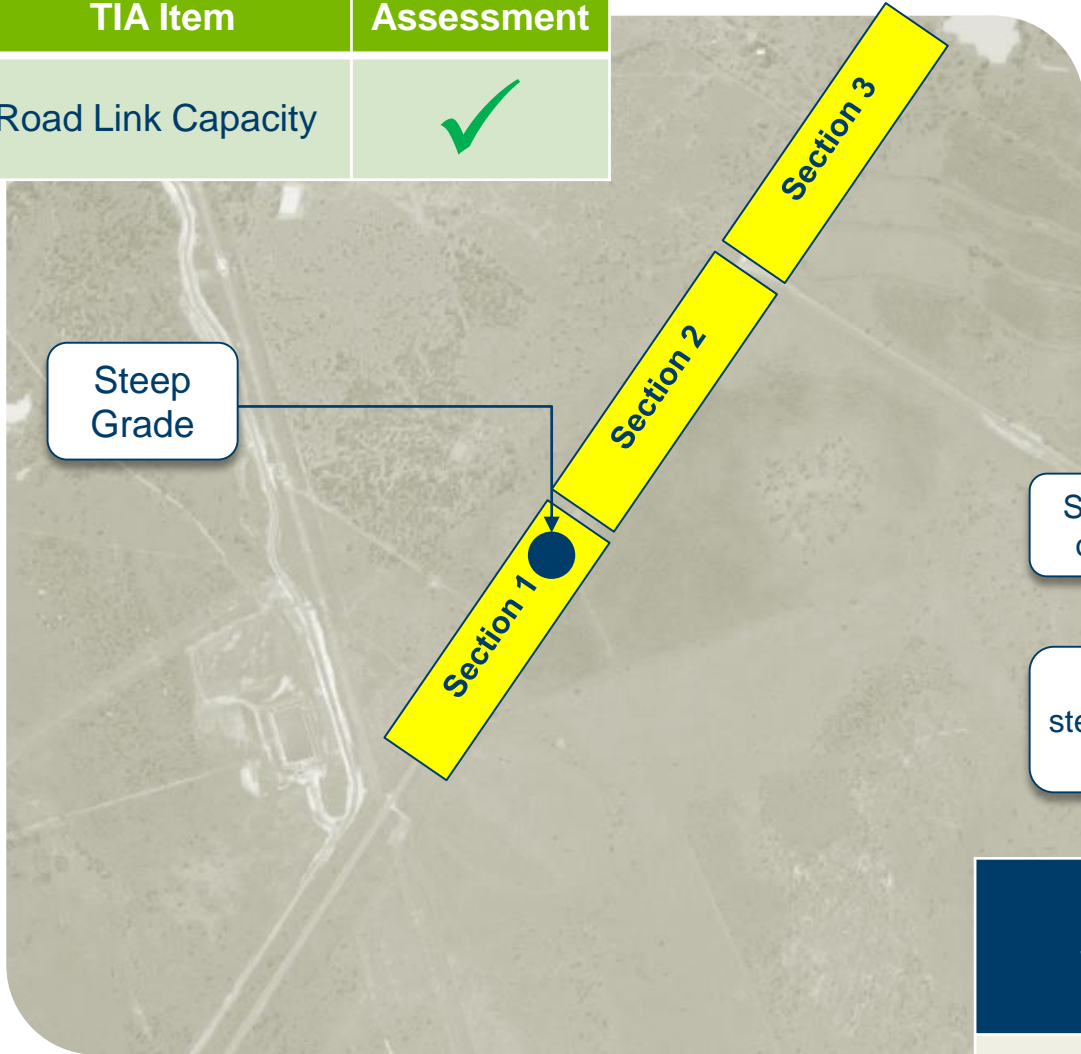 TIA Item Assessment
Road Link Capacity
Section 3
Section 2
Steep
Grade
Section 1